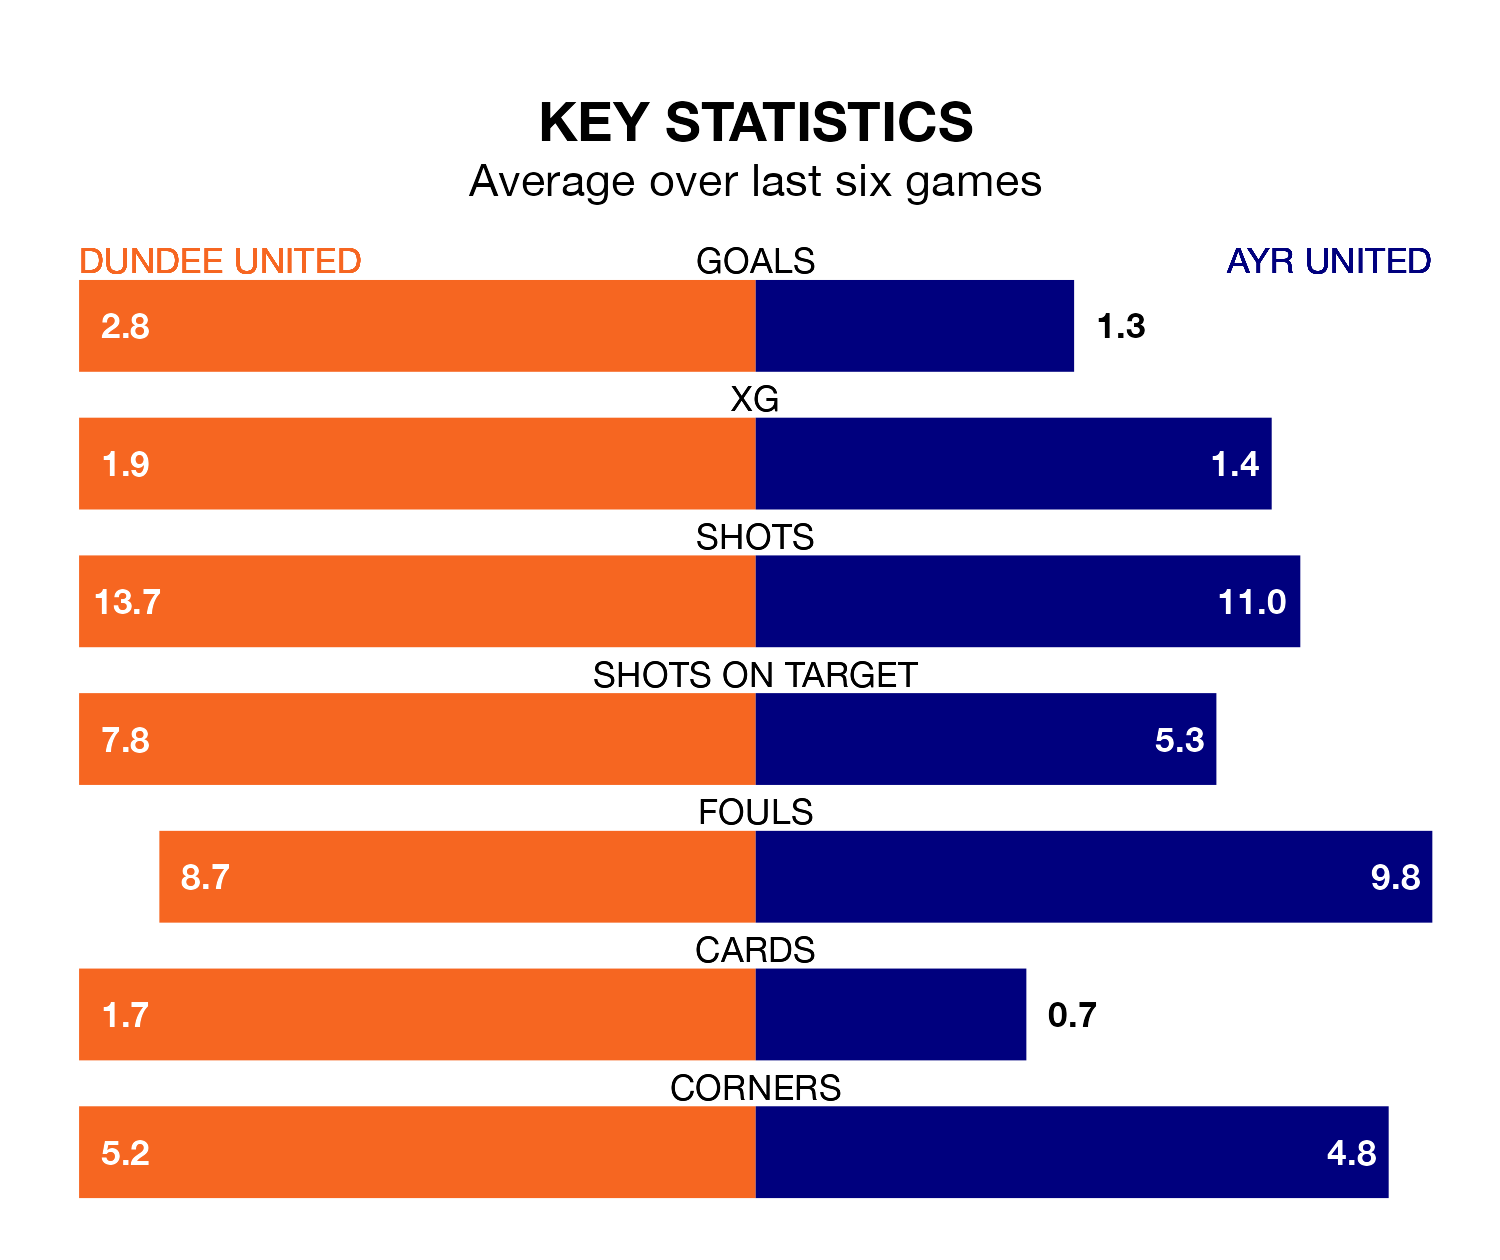 KEY STATISTICS
Average over last six games
DUNDEE UNITED GOALS AYR UNITED
2.8 1.3
XG
1.9 1.4
SHOTS
13.7 11.0
SHOTS ON TARGET
7.8 5.3
FOULS
8.7 9.8
CARDS
1.7 0.7
CORNERS
5.2 4.8